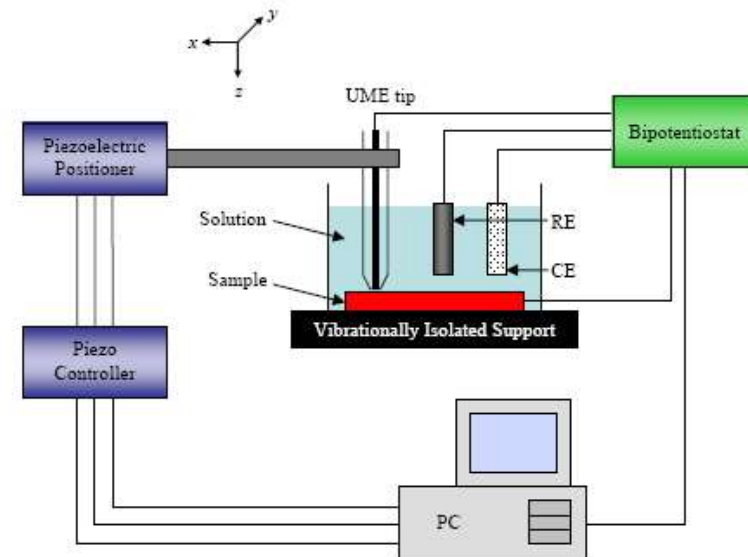 y
x
z
UME tip
Piezoelectric
Positioner
Bipotentiostat
Solution
RE
Sample
CE
Vibrationally Isolated Support
Piezo
Controller
PC